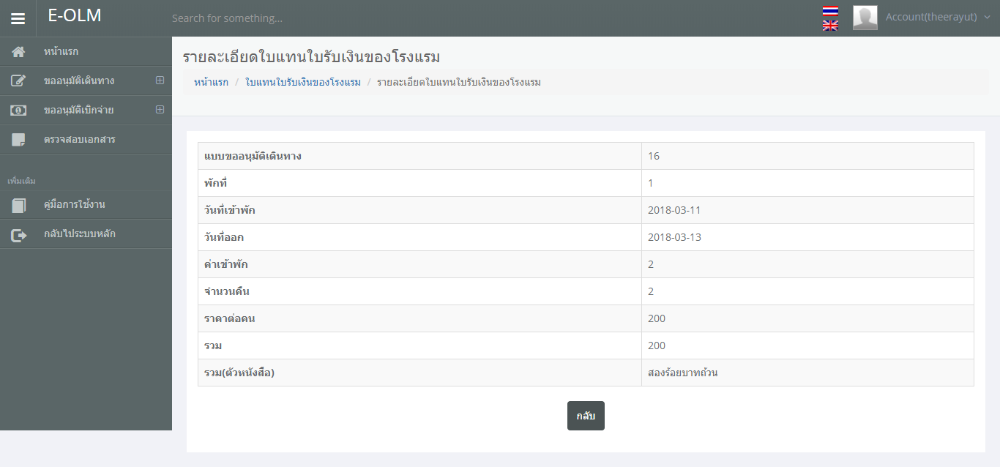 E-OLM
Search for something...
Account(theerayut)
หน้าแรก
ขออนุมัติเดินทาง
ขออนุมัติเบิกจ่าย
ตรวจสอบเอกสาร
เพิ่มเติม
คู่มือการใช้งาน
กลับไประบบหลัก
รายละเอียดใบแทนใบรับเงินของโรงแรม
หน้าแรก / ใบแทนใบรับเงินของโรงแรม / รายละเอียดใบแทนใบรับเงินของโรงแรม
แบบขออนุมัติเดินทาง 16
พักที่ 1
วันที่เข้าพัก 2018-03-11
วันที่ออก 2018-03-13
ค่าเข้าพัก 2
จำนวนคืน 2
ราคาต่อคน 200
รวม 200
รวม(ตัวหนังสือ) สองร้อยบาทถ้วน
กลับ